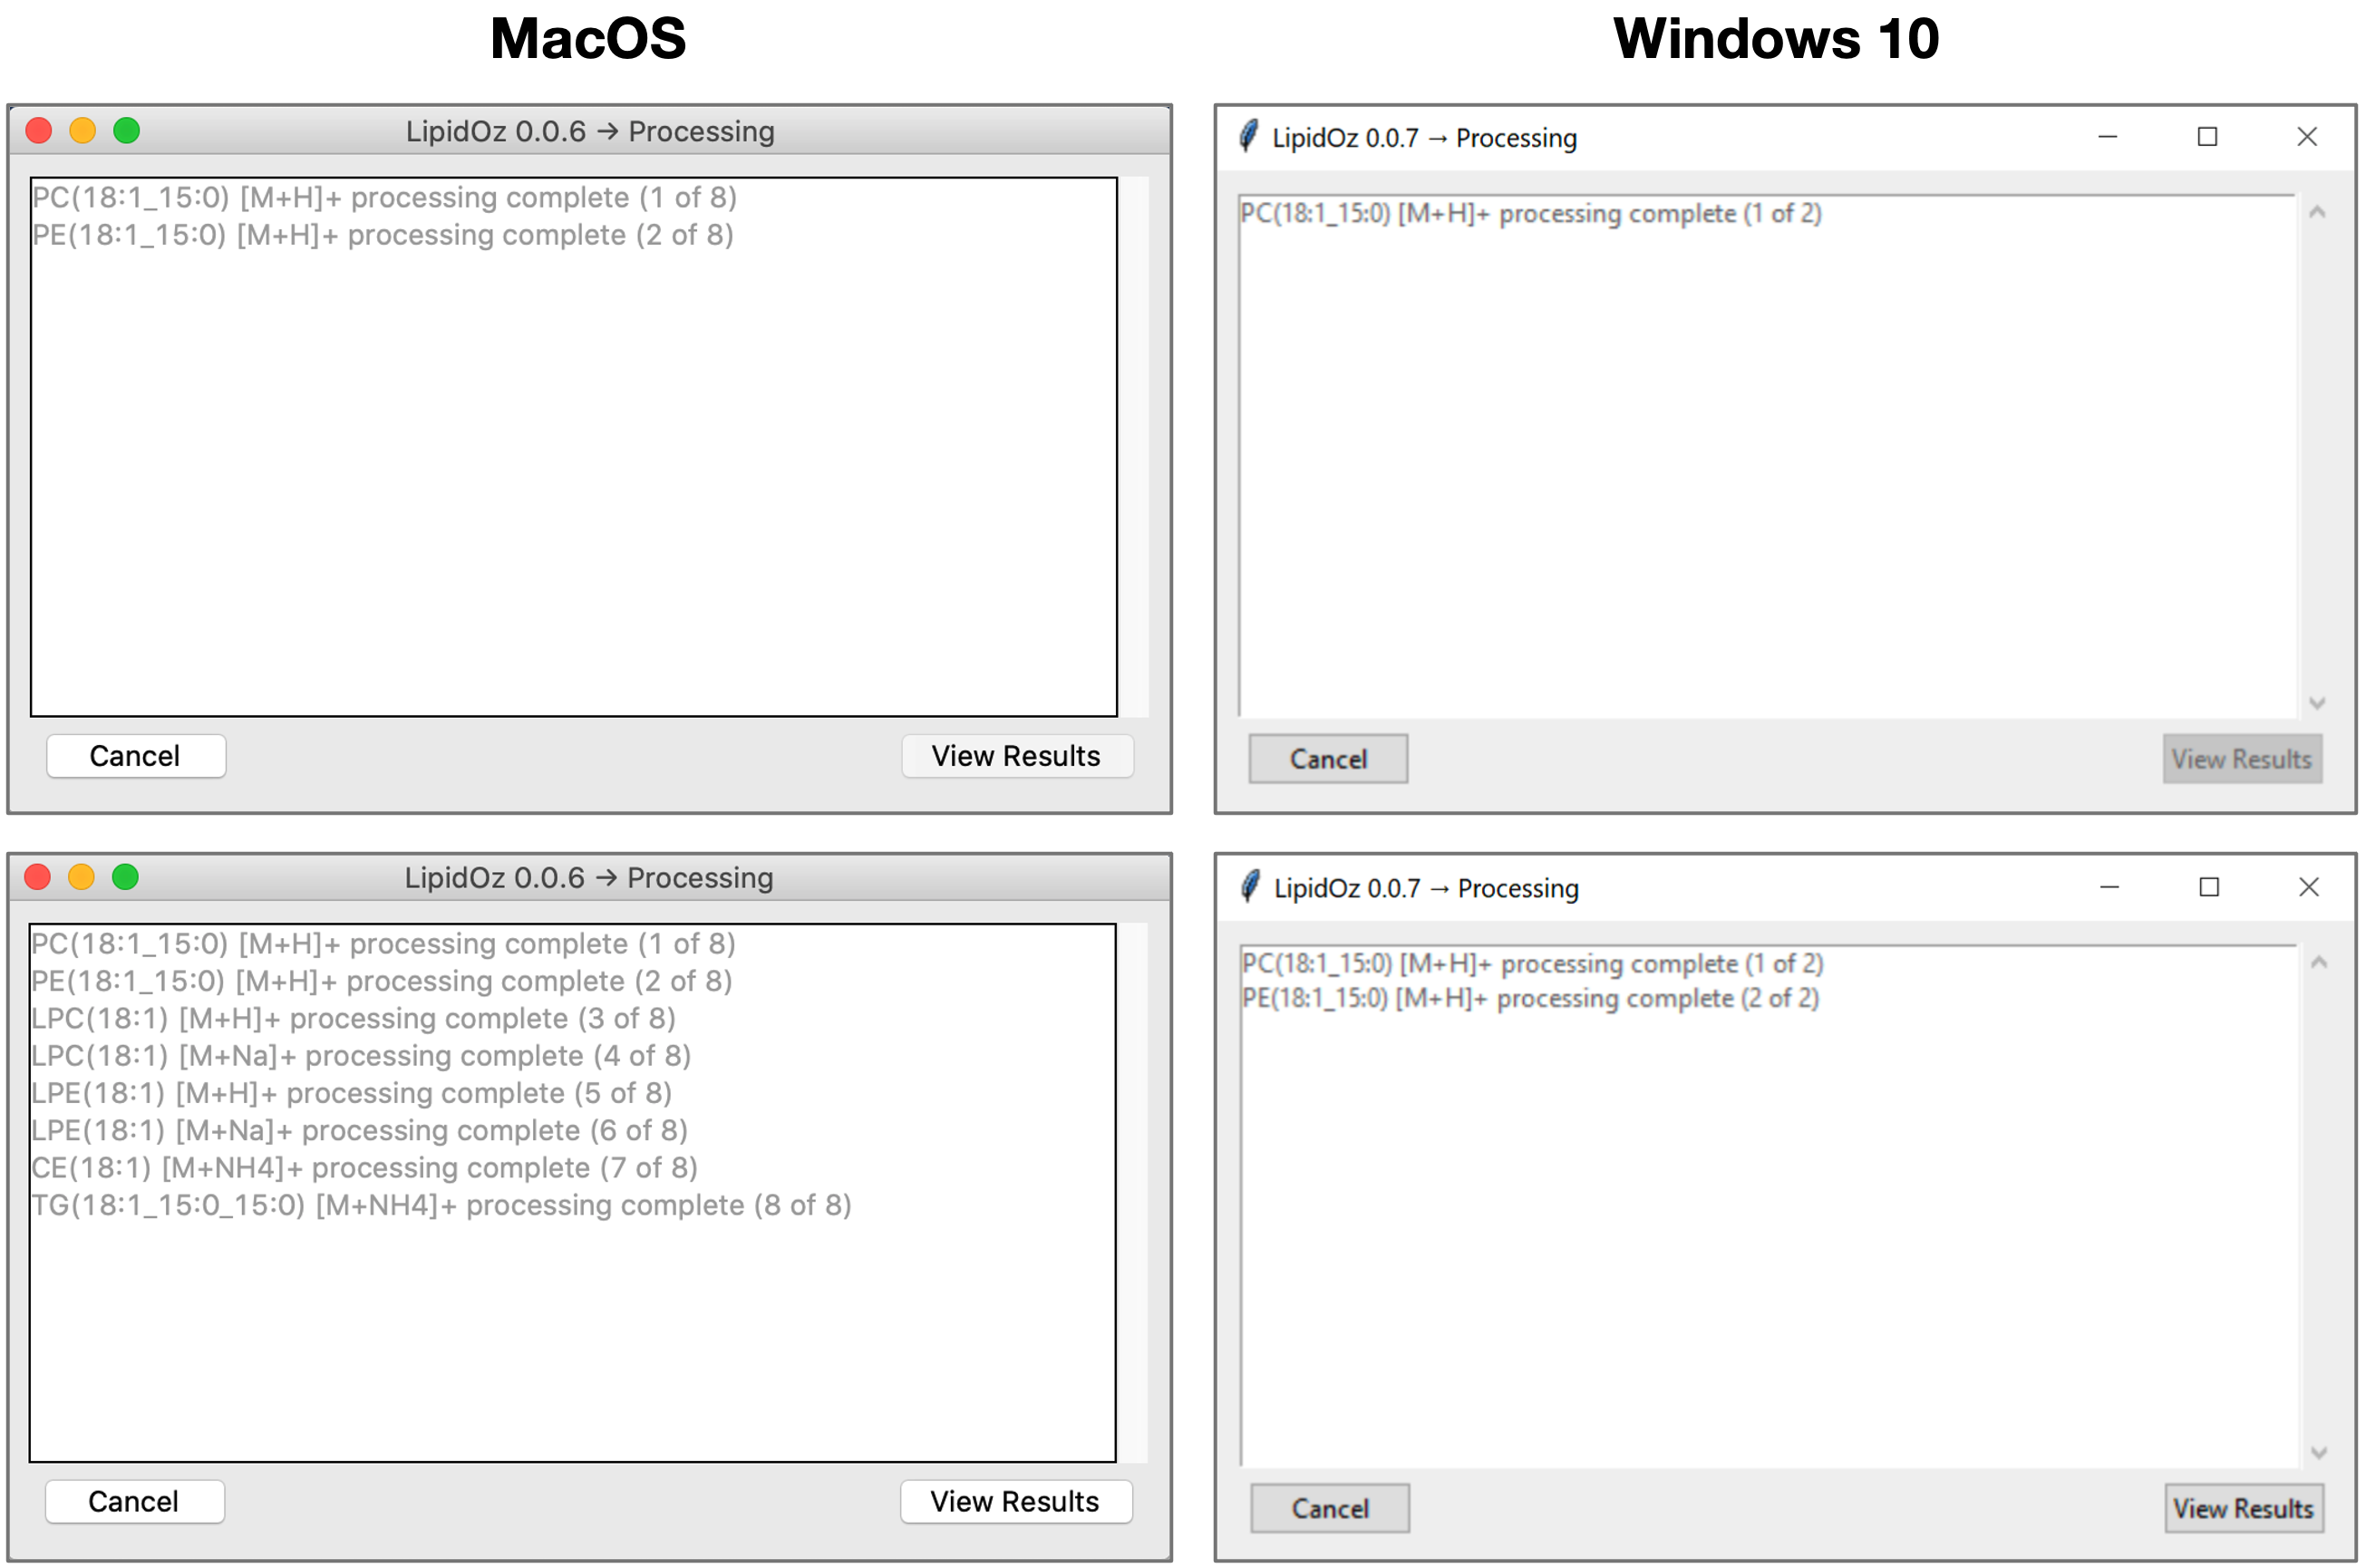 MacOS
Windows 10
LipidOz 0.0.6 → Processing
PC(18:1_15:0) [M+H]+ processing complete (1 of 8)
PE(18:1_15:0) [M+H]+ processing complete (2 of 8)
Cancel
View Results
LipidOz 0.0.7 → Processing
PC(18:1_15:0) [M+H]+ processing complete (1 of 2)
Cancel
View Results
LipidOz 0.0.6 → Processing
PC(18:1_15:0) [M+H]+ processing complete (1 of 8)
PE(18:1_15:0) [M+H]+ processing complete (2 of 8)
LPC(18:1) [M+H]+ processing complete (3 of 8)
LPC(18:1) [M+Na]+ processing complete (4 of 8)
LPE(18:1) [M+H]+ processing complete (5 of 8)
LPE(18:1) [M+Na]+ processing complete (6 of 8)
CE(18:1) [M+NH4]+ processing complete (7 of 8)
TG(18:1_15:0_15:0) [M+NH4]+ processing complete (8 of 8)
Cancel
View Results
LipidOz 0.0.7 → Processing
PC(18:1_15:0) [M+H]+ processing complete (1 of 2)
PE(18:1_15:0) [M+H]+ processing complete (2 of 2)
Cancel
View Results